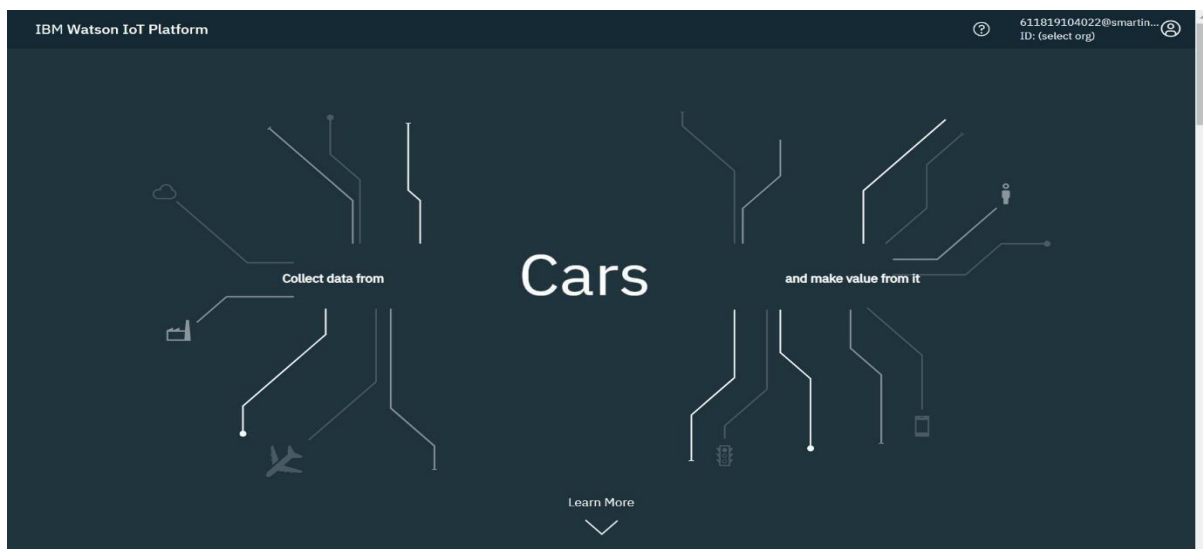 IBM Watson IoT Platform
611819104022@smartin...
ID: (select org)
Collect data from
Cars
and make value from it
Learn More